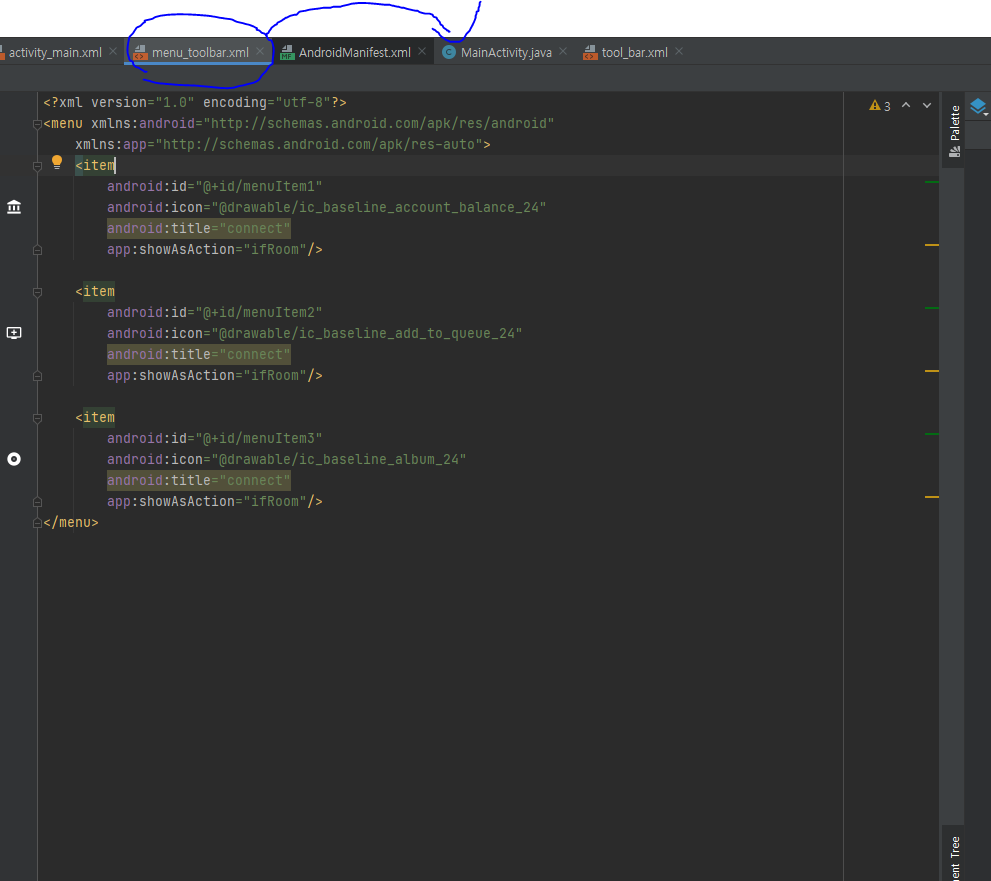 activity_main.xml menu_toolbar.xml AndroidManifest.xml MainActivity.java tool_bar.xml
<?xml version="1.0" encoding="utf-8"?>
3
<menu xmlns:android="http://schemas.android.com/apk/res/android"
xmlns:app="http://schemas.android.com/apk/res-auto">
<item
android:id="@+id/menuItem1"
android:icon="@drawable/ic_baseline_account_balance_24"
android:title="connect"
app:showAsAction="ifRoom"/>
<item
android:id="@+id/menuItem2"
android:icon="@drawable/ic_baseline_add_to_queue_24"
android:title="connect"
app:showAsAction="ifRoom"/>
<item
android:id="@+id/menuItem3"
android:icon="@drawable/ic_baseline_album_24"
android:title="connect"
app:showAsAction="ifRoom"/>
</menu>
Palette
Tree